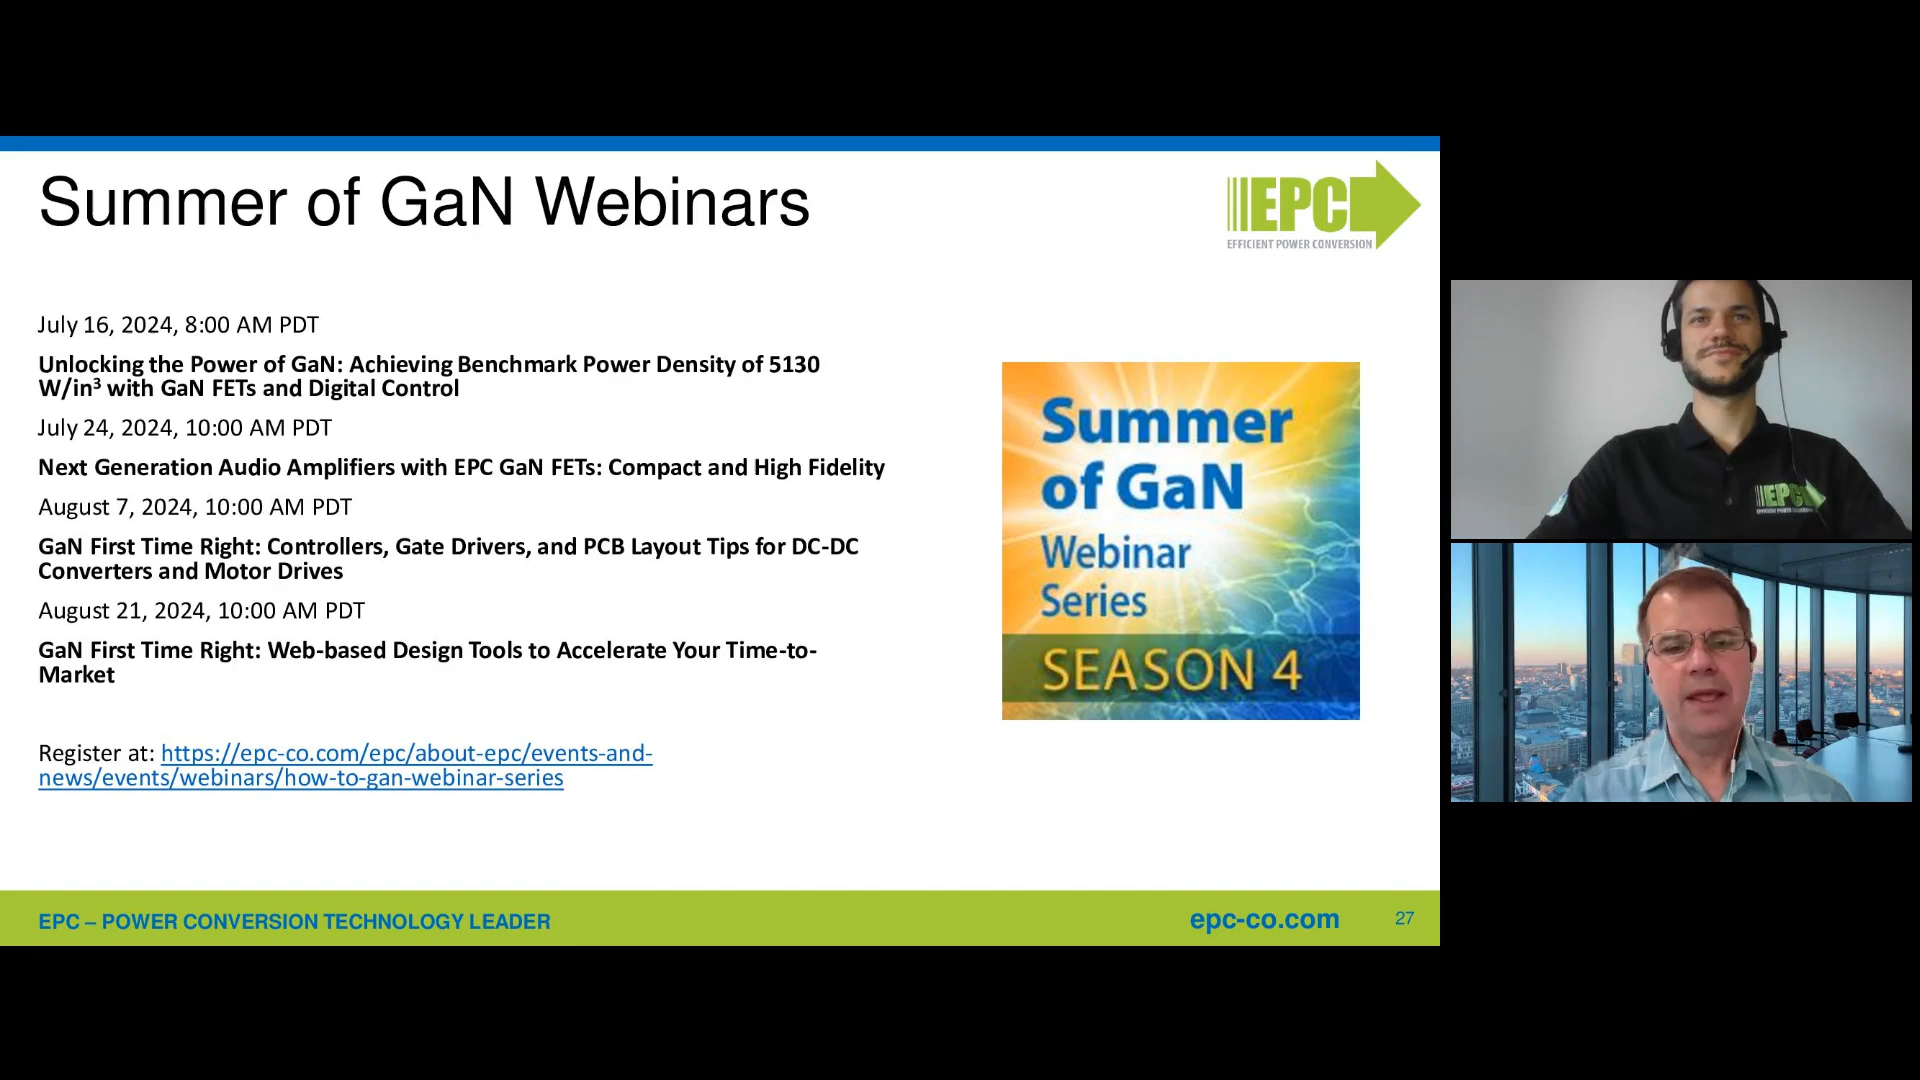 Summer of GaN Webinars
EPC
EFFICIENT POWER CONVERSION
July 16, 2024, 8:00 AM PDT
Unlocking the Power of GaN: Achieving Benchmark Power Density of 5130
W/in³ with GaN FETs and Digital Control
July 24, 2024, 10:00 AM PDT
Next Generation Audio Amplifiers with EPC GaN FETs: Compact and High Fidelity
August 7, 2024, 10:00 AM PDT
GaN First Time Right: Controllers, Gate Drivers, and PCB Layout Tips for DC-DC
Converters and Motor Drives
August 21, 2024, 10:00 AM PDT
GaN First Time Right: Web-based Design Tools to Accelerate Your Time-to-
Market
Register at: https://epc-co.com/epc/about-epc/events-and-
news/events/webinars/how-to-gan-webinar-series
Summer
of GaN
Webinar
Series
SEASON 4
EPC – POWER CONVERSION TECHNOLOGY LEADER
epc-co.com
27
EPC
EFFICIENT POWER CONVERSION